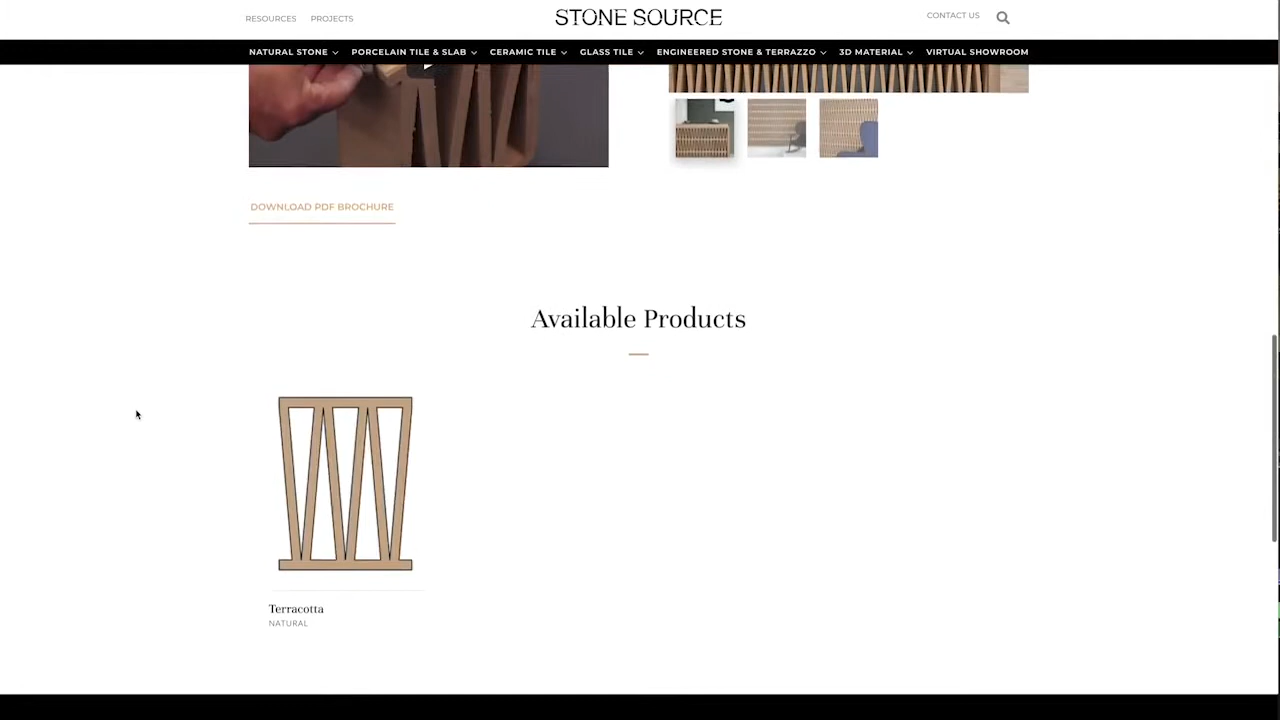 RESOURCES PROJECTS
STONE SOURCE
CONTACT US
NATURAL STONE PORCELAIN TILE & SLAB CERAMIC TILE GLASS TILE ENGINEERED STONE & TERRAZZO 3D MATERIAL VIRTUAL SHOWROOM
DOWNLOAD PDF BROCHURE
Available Products
Terracotta
NATURAL